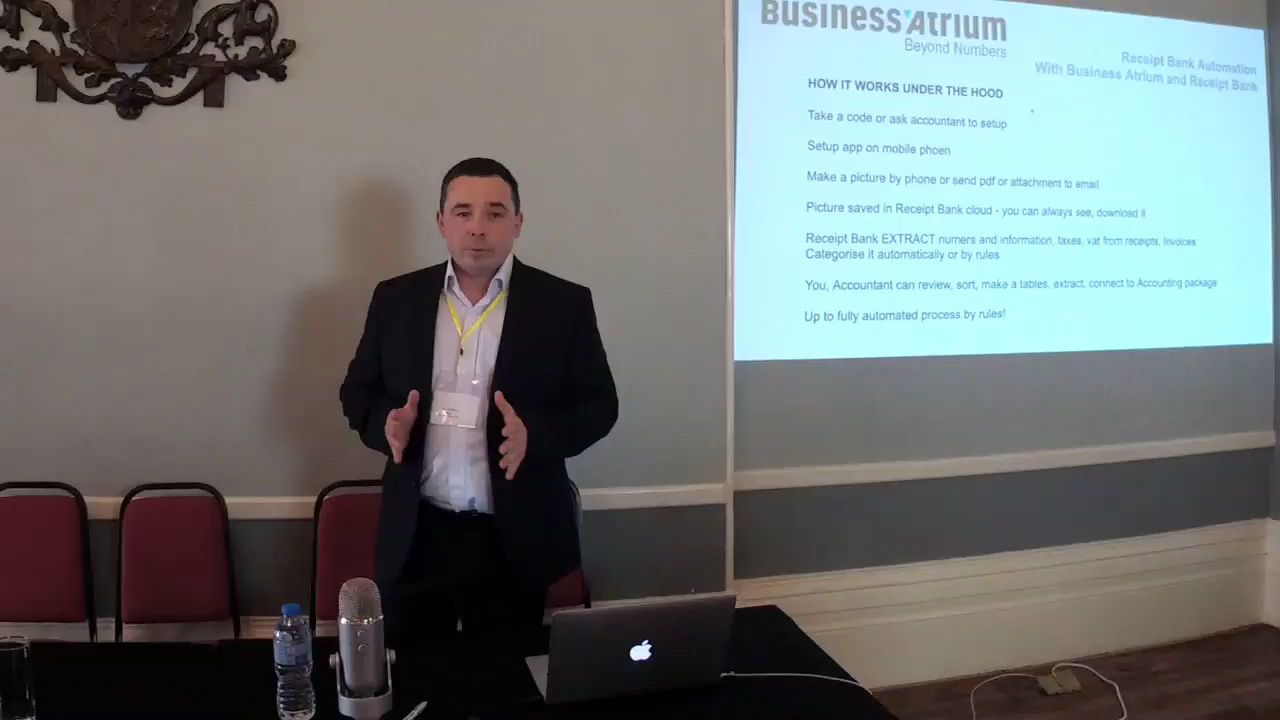 Business Atrium
Beyond Numbers
Receipt Bank Automation
With Business Atrium and Receipt Bank
HOW IT WORKS UNDER THE HOOD
Take a code or ask accountant to setup
Setup app on mobile phoen
Make a picture by phone or send pdf or attachment to email
Picture saved in Receipt Bank cloud - you can always see, download it
Receipt Bank EXTRACT numers and information, taxes, vat from receipts, Invoices
Categorise it automatically or by rules
You, Accountant can review, sort, make a tables, extract, connect to Accounting package
Up to fully automated process by rules!